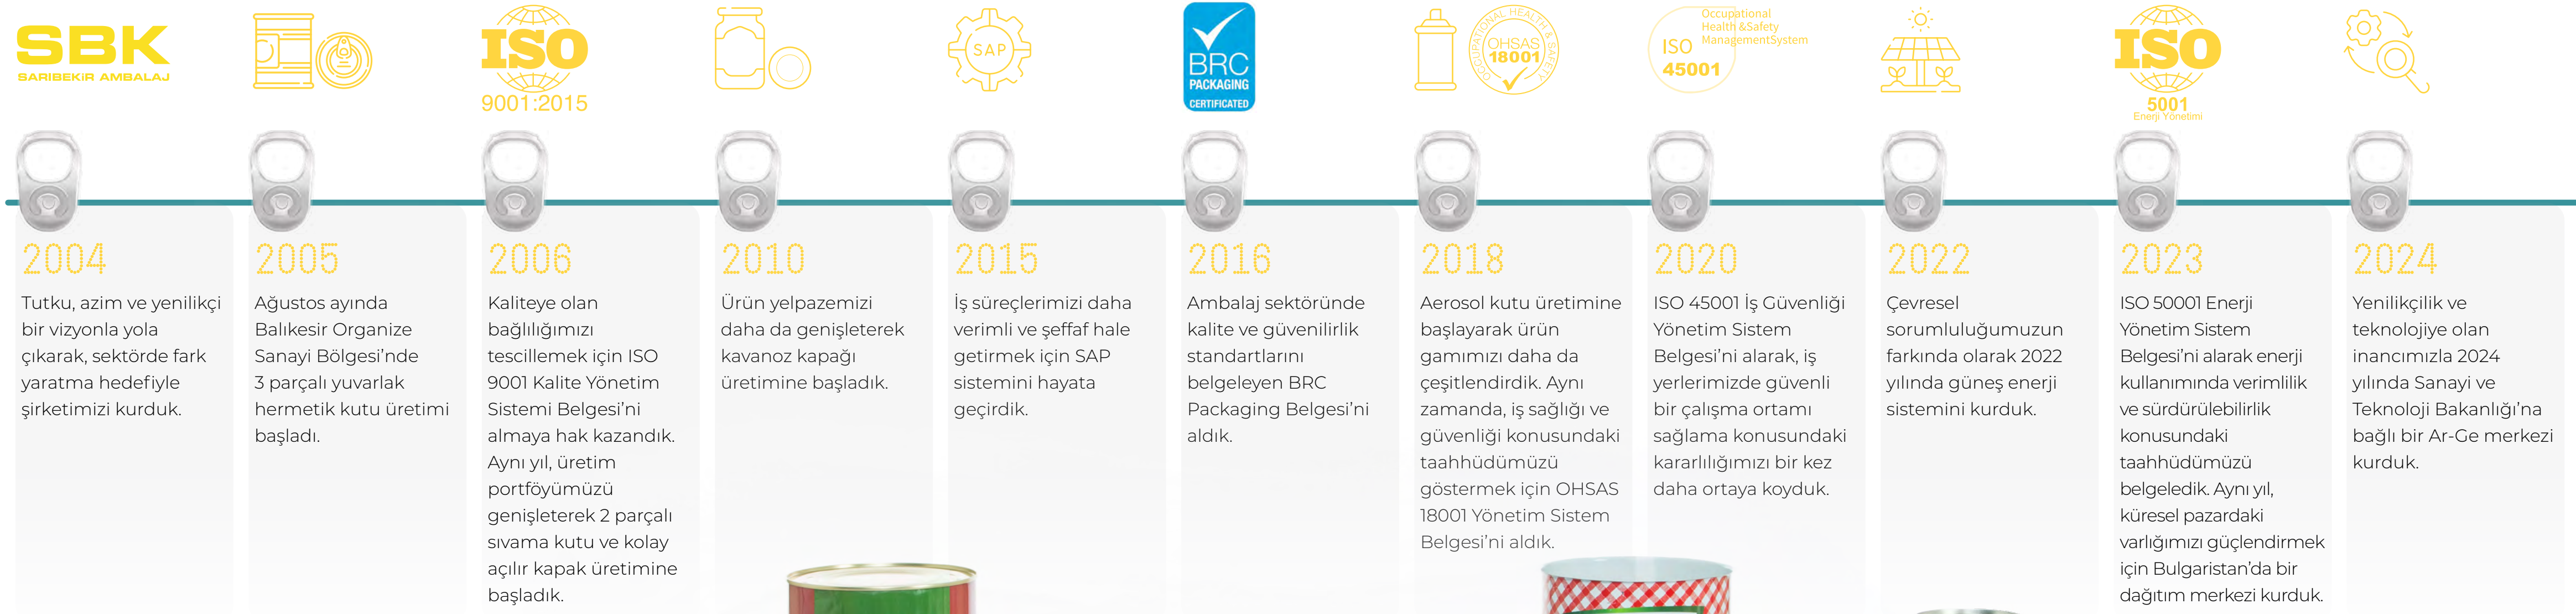 SBK
SARIBEKİR AMBALAJ
ISO
9001:2015
SAP
BRC
PACKAGING
CERTIFICATED
OCCUPATIONAL HEALTH & SAFETY
OHSAS
18001
Occupational
Health &Safety
ManagementSystem
ISO
45001
ISO
5001
Enerji Yönetimi
2004
Tutku, azim ve yenilikçi
bir vizyonla yola
çıkarak, sektörde fark
yaratma hedefiyle
şirketimizi kurduk.
2005
Ağustos ayında
Balıkesir Organize
Sanayi Bölgesi’nde
3 parçalı yuvarlak
hermetik kutu üretimi
başladı.
2006
Kaliteye olan
bağlılığımızı
tescillemek için ISO
9001 Kalite Yönetim
Sistemi Belgesi’ni
almaya hak kazandık.
Aynı yıl, üretim
portföyümüzü
genişleterek 2 parçalı
sıvama kutu ve kolay
açılır kapak üretimine
başladık.
2010
Ürün yelpazemizi
daha da genişleterek
kavanoz kapağı
üretimine başladık.
2015
İş süreçlerimizi daha
verimli ve şeffaf hale
getirmek için SAP
sistemini hayata
geçirdik.
2016
Ambalaj sektöründe
kalite ve güvenilirlik
standartlarını
belgeleyen BRC
Packaging Belgesi’ni
aldık.
2018
Aerosol kutu üretimine
başlayarak ürün
gamımızı daha da
çeşitlendirdik. Aynı
zamanda, iş sağlığı ve
güvenliği konusundaki
taahhüdümüzü
göstermek için OHSAS
18001 Yönetim Sistem
Belgesi’ni aldık.
2020
ISO 45001 İş Güvenliği
Yönetim Sistem
Belgesi’ni alarak, iş
yerlerimizde güvenli
bir çalışma ortamı
sağlama konusundaki
kararlılığımızı bir kez
daha ortaya koyduk.
2022
Çevresel
sorumluluğumuzun
farkında olarak 2022
yılında güneş enerji
sistemini kurduk.
2023
ISO 50001 Enerji
Yönetim Sistem
Belgesi’ni alarak enerji
kullanımında verimlilik
ve sürdürülebilirlik
konusundaki
taahhüdümüzü
belgeledik. Aynı yıl,
küresel pazardaki
varlığımızı güçlendirmek
için Bulgaristan’da bir
dağıtım merkezi kurduk.
2024
Yenilikçilik ve
teknolojiye olan
inancımızla 2024
yılında Sanayi ve
Teknoloji Bakanlığı’na
bağlı bir Ar-Ge merkezi
kurduk.